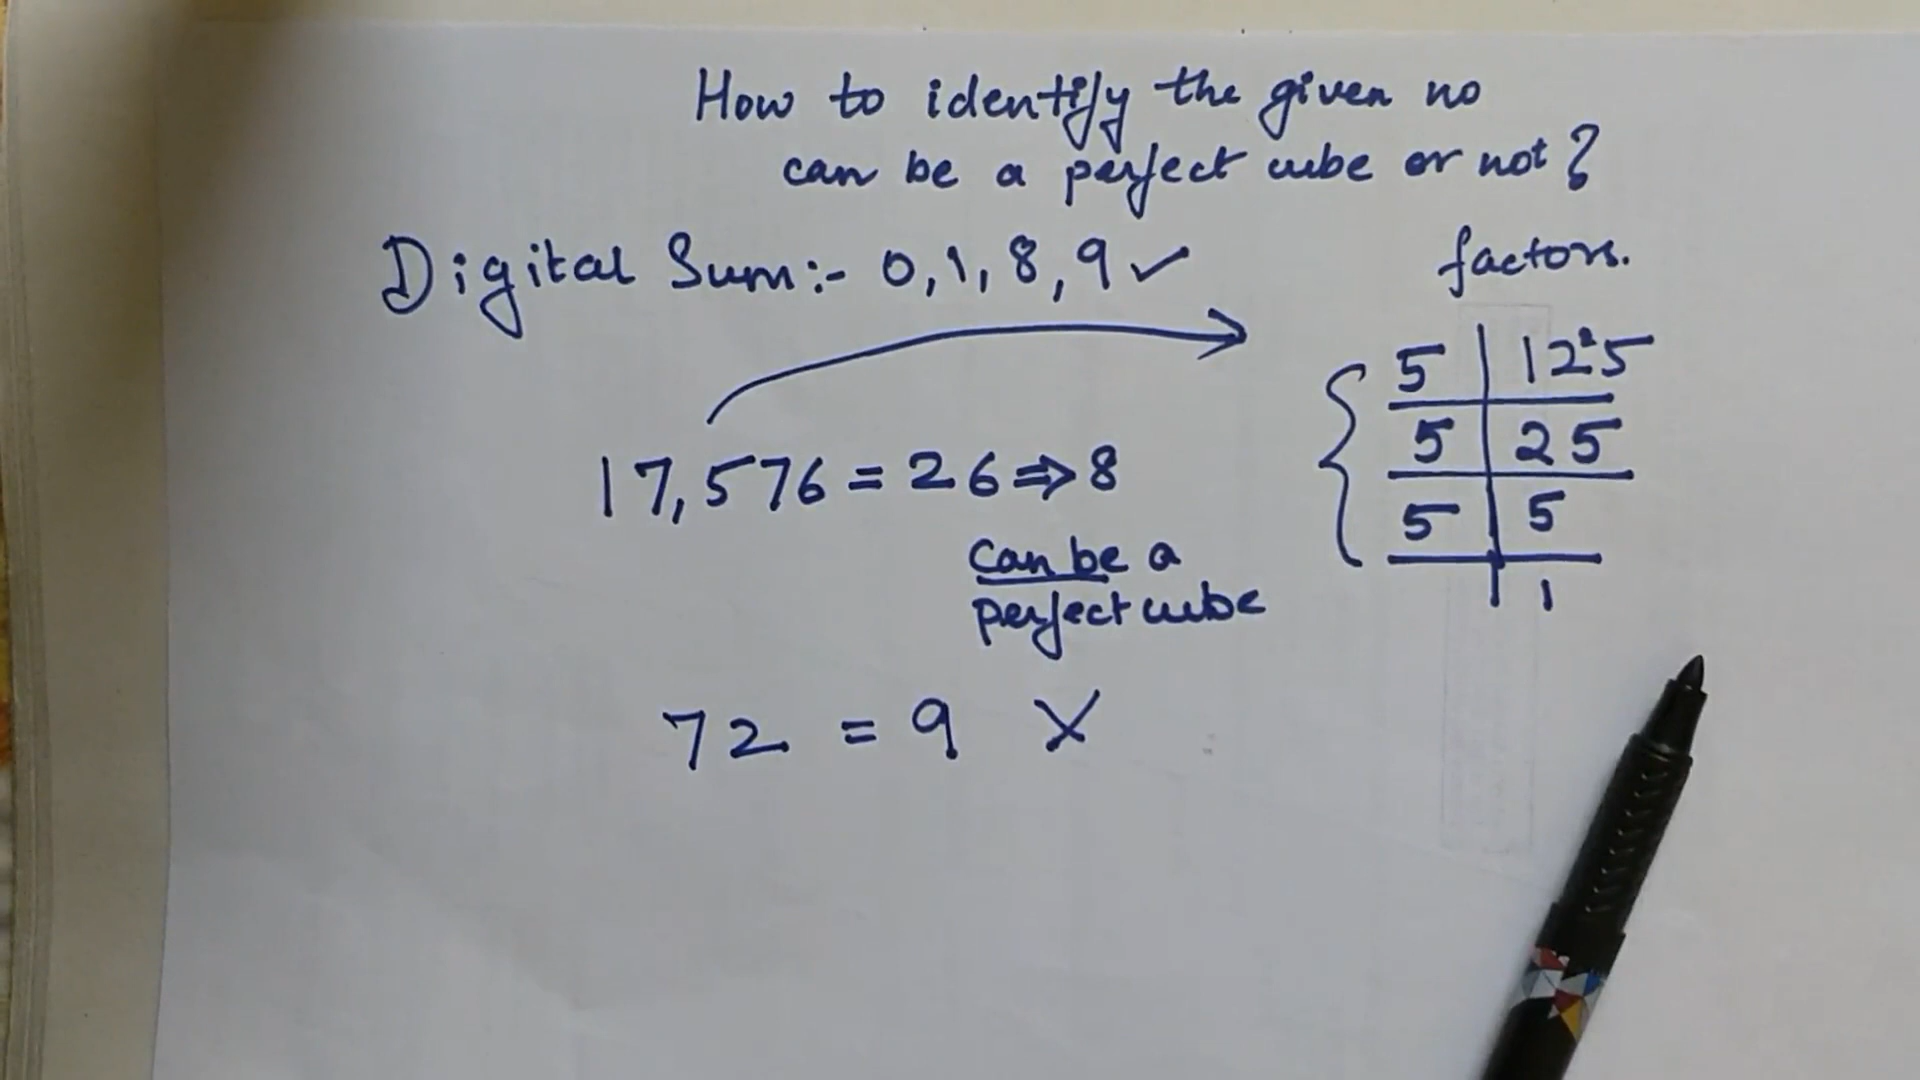 How to identify the given no
can be a perfect cube or not?
Digital Sum:- 0,1,8,9 ✓
factors.
5 | 125
5 | 25
5 | 5
1
17,576 = 26 ⇒ 8
can be a
perfect cube
72 = 9 X